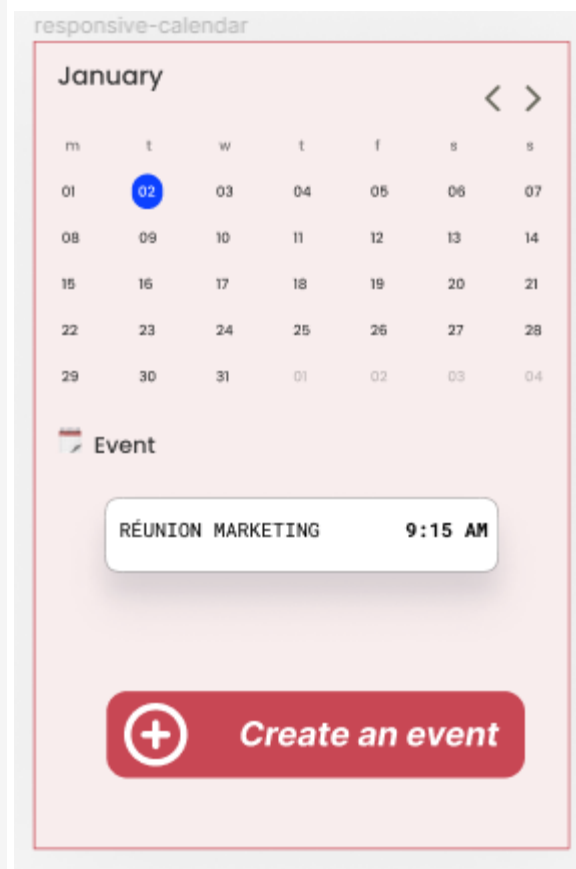 responsive-calendar
January
m t w t f s s
01 02 03 04 05 06 07
08 09 10 11 12 13 14
15 16 17 18 19 20 21
22 23 24 25 26 27 28
29 30 31 01 02 03 04
Event
RÉUNION MARKETING 9:15 AM
Create an event